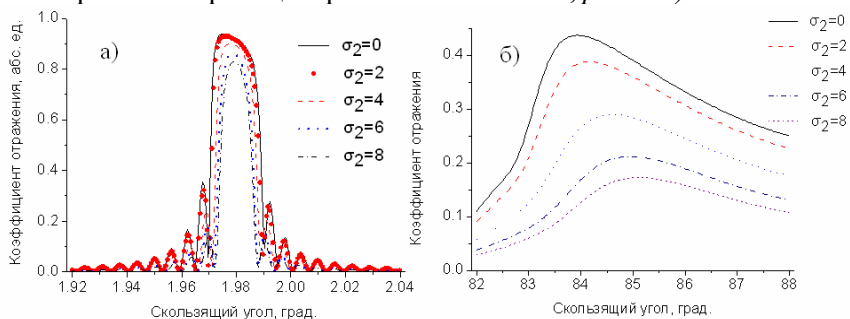 а)
σ2=0
σ2=2
σ2=4
σ2=6
σ2=8
Коэффициент отражения, абс. ед.
1.0
0.8
0.6
0.4
0.2
0.0
1.92
1.94
1.96
1.98
2.00
2.02
2.04
Скользящий угол, град.
б)
σ2=0
σ2=2
σ2=4
σ2=6
σ2=8
Коэффициент отражения
0.4
0.3
0.2
0.1
0.0
82
83
84
85
86
87
88
Скользящий угол, град.